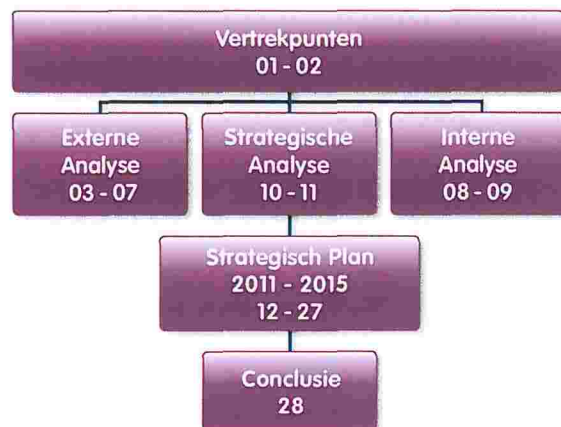 Vertrekpunten
01 - 02
Externe
Analyse
03 - 07
Strategische
Analyse
10 - 11
Interne
Analyse
08 - 09
Strategisch Plan
2011 - 2015
12 - 27
Conclusie
28